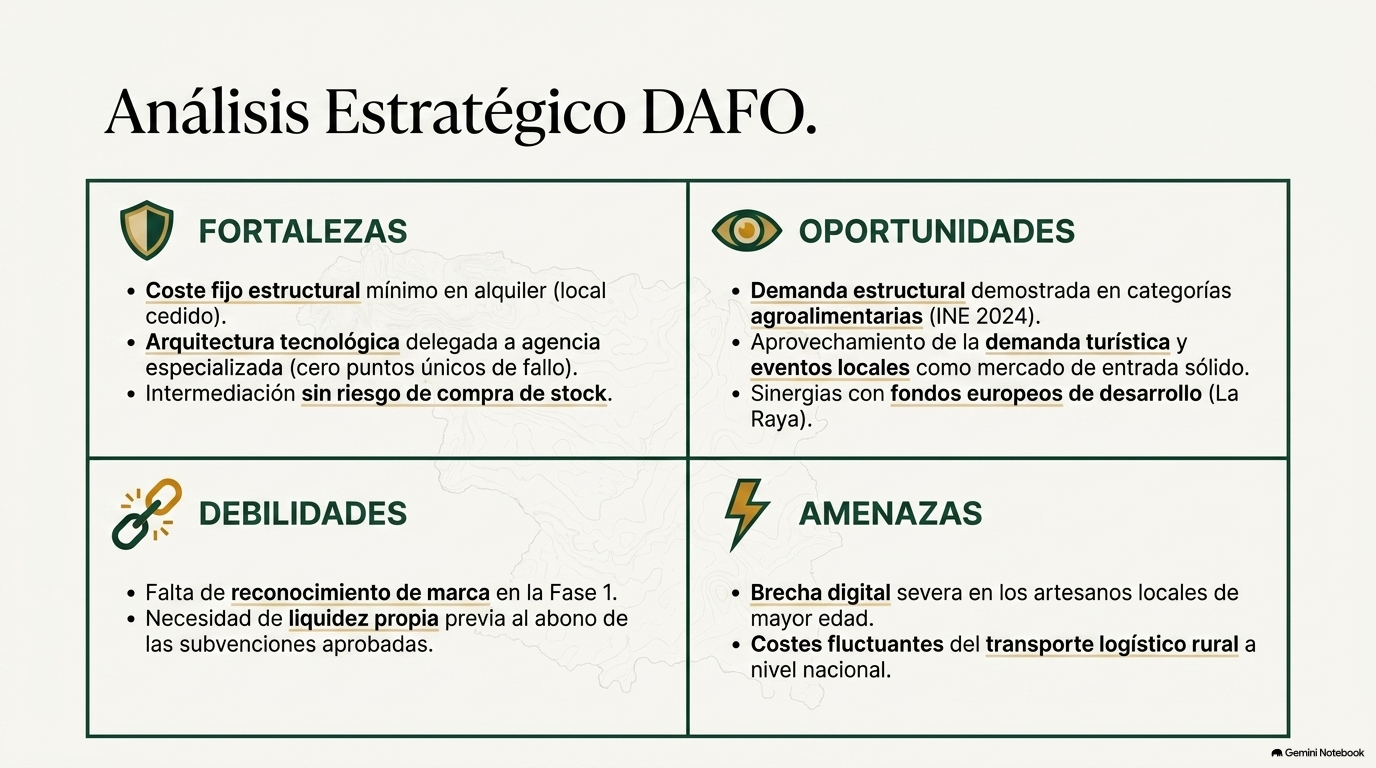 Análisis Estratégico DAFO.
FORTALEZAS
• Coste fijo estructural mínimo en alquiler (local
cedido).
• Arquitectura tecnológica delegada a agencia
especializada (cero puntos únicos de fallo).
• Intermediación sin riesgo de compra de stock.
OPORTUNIDADES
• Demanda estructural demostrada en categorías
agroalimentarias (INE 2024).
• Aprovechamiento de la demanda turística y
eventos locales como mercado de entrada sólido.
• Sinergias con fondos europeos de desarrollo (La
Raya).
DEBILIDADES
• Falta de reconocimiento de marca en la Fase 1.
• Necesidad de liquidez propia previa al abono de
las subvenciones aprobadas.
AMENAZAS
• Brecha digital severa en los artesanos locales de
mayor edad.
• Costes fluctuantes del transporte logístico rural a
nivel nacional.
Gemini Notebook